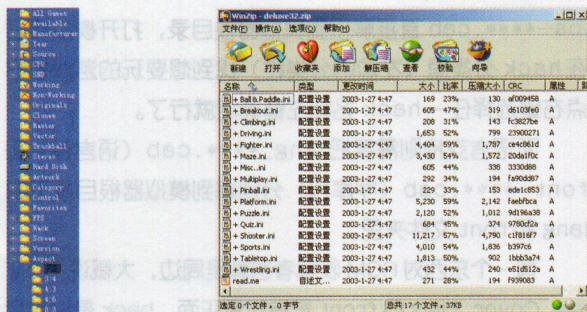 All Games
Available
Manufacturer
Year
Source
CPU
SND
Working
Non-Working
Originals
Clones
Raster
Vector
Trackball
Stereo
Hard Disk
Artwork
Category
Control
Favorites
FPS
Hack
Screen
Version
Aspect
3:4
4:3
4:6
WinZip - deluxe32.zip
文件(F) 操作(A) 选项(O) 帮助(H)
新建 打开 收藏夹 添加 解压缩 查看 校验 向导
名称 类型 更改时间 大小 比率 压缩大小 CRC 属性
+ Ball & Paddle.ini 配置设置 2003-1-27 4:47 169 23% 130 df009458 A
+ Breakout.ini 配置设置 2003-1-27 4:47 605 47% 319 d6103fe0 A
+ Climbing.ini 配置设置 2003-1-27 4:47 208 31% 143 fc3827be A
+ Driving.ini 配置设置 2003-1-27 4:47 1,653 52% 799 23900271 A
+ Fighter.ini 配置设置 2003-1-27 4:47 4,404 59% 1,787 ce4c861d A
+ Maze.ini 配置设置 2003-1-27 4:47 3,430 54% 1,572 20da1f0c A
+ Misc..ini 配置设置 2003-1-27 4:47 605 44% 336 3330d88 A
+ Multiplay.ini 配置设置 2003-1-27 4:47 292 34% 194 fa90dd87 A
+ Pinball.ini 配置设置 2003-1-27 4:47 229 33% 153 ede1c853 A
+ Platform.ini 配置设置 2003-1-27 4:47 5,230 59% 2,142 faebfbca A
+ Puzzle.ini 配置设置 2003-1-27 4:47 2,120 52% 1,012 9d196a38 A
+ Quiz.ini 配置设置 2003-1-27 4:47 684 45% 374 9780cf2a A
+ Shooter.ini 配置设置 2003-1-27 4:47 11,217 57% 4,790 c1f816f7 A
+ Sports.ini 配置设置 2003-1-27 4:47 4,010 54% 1,836 b397c6 A
+ Tabletop.ini 配置设置 2003-1-27 4:47 1,813 50% 902 1bbb3a74 A
+ Wrestling.ini 配置设置 2003-1-27 4:47 432 44% 240 e51d512a A
read.me 自述文... 2003-1-27 4:47 271 28% 194 f939083 A
选定 0 个文件，0 字节 总共 17 个文件，37KB